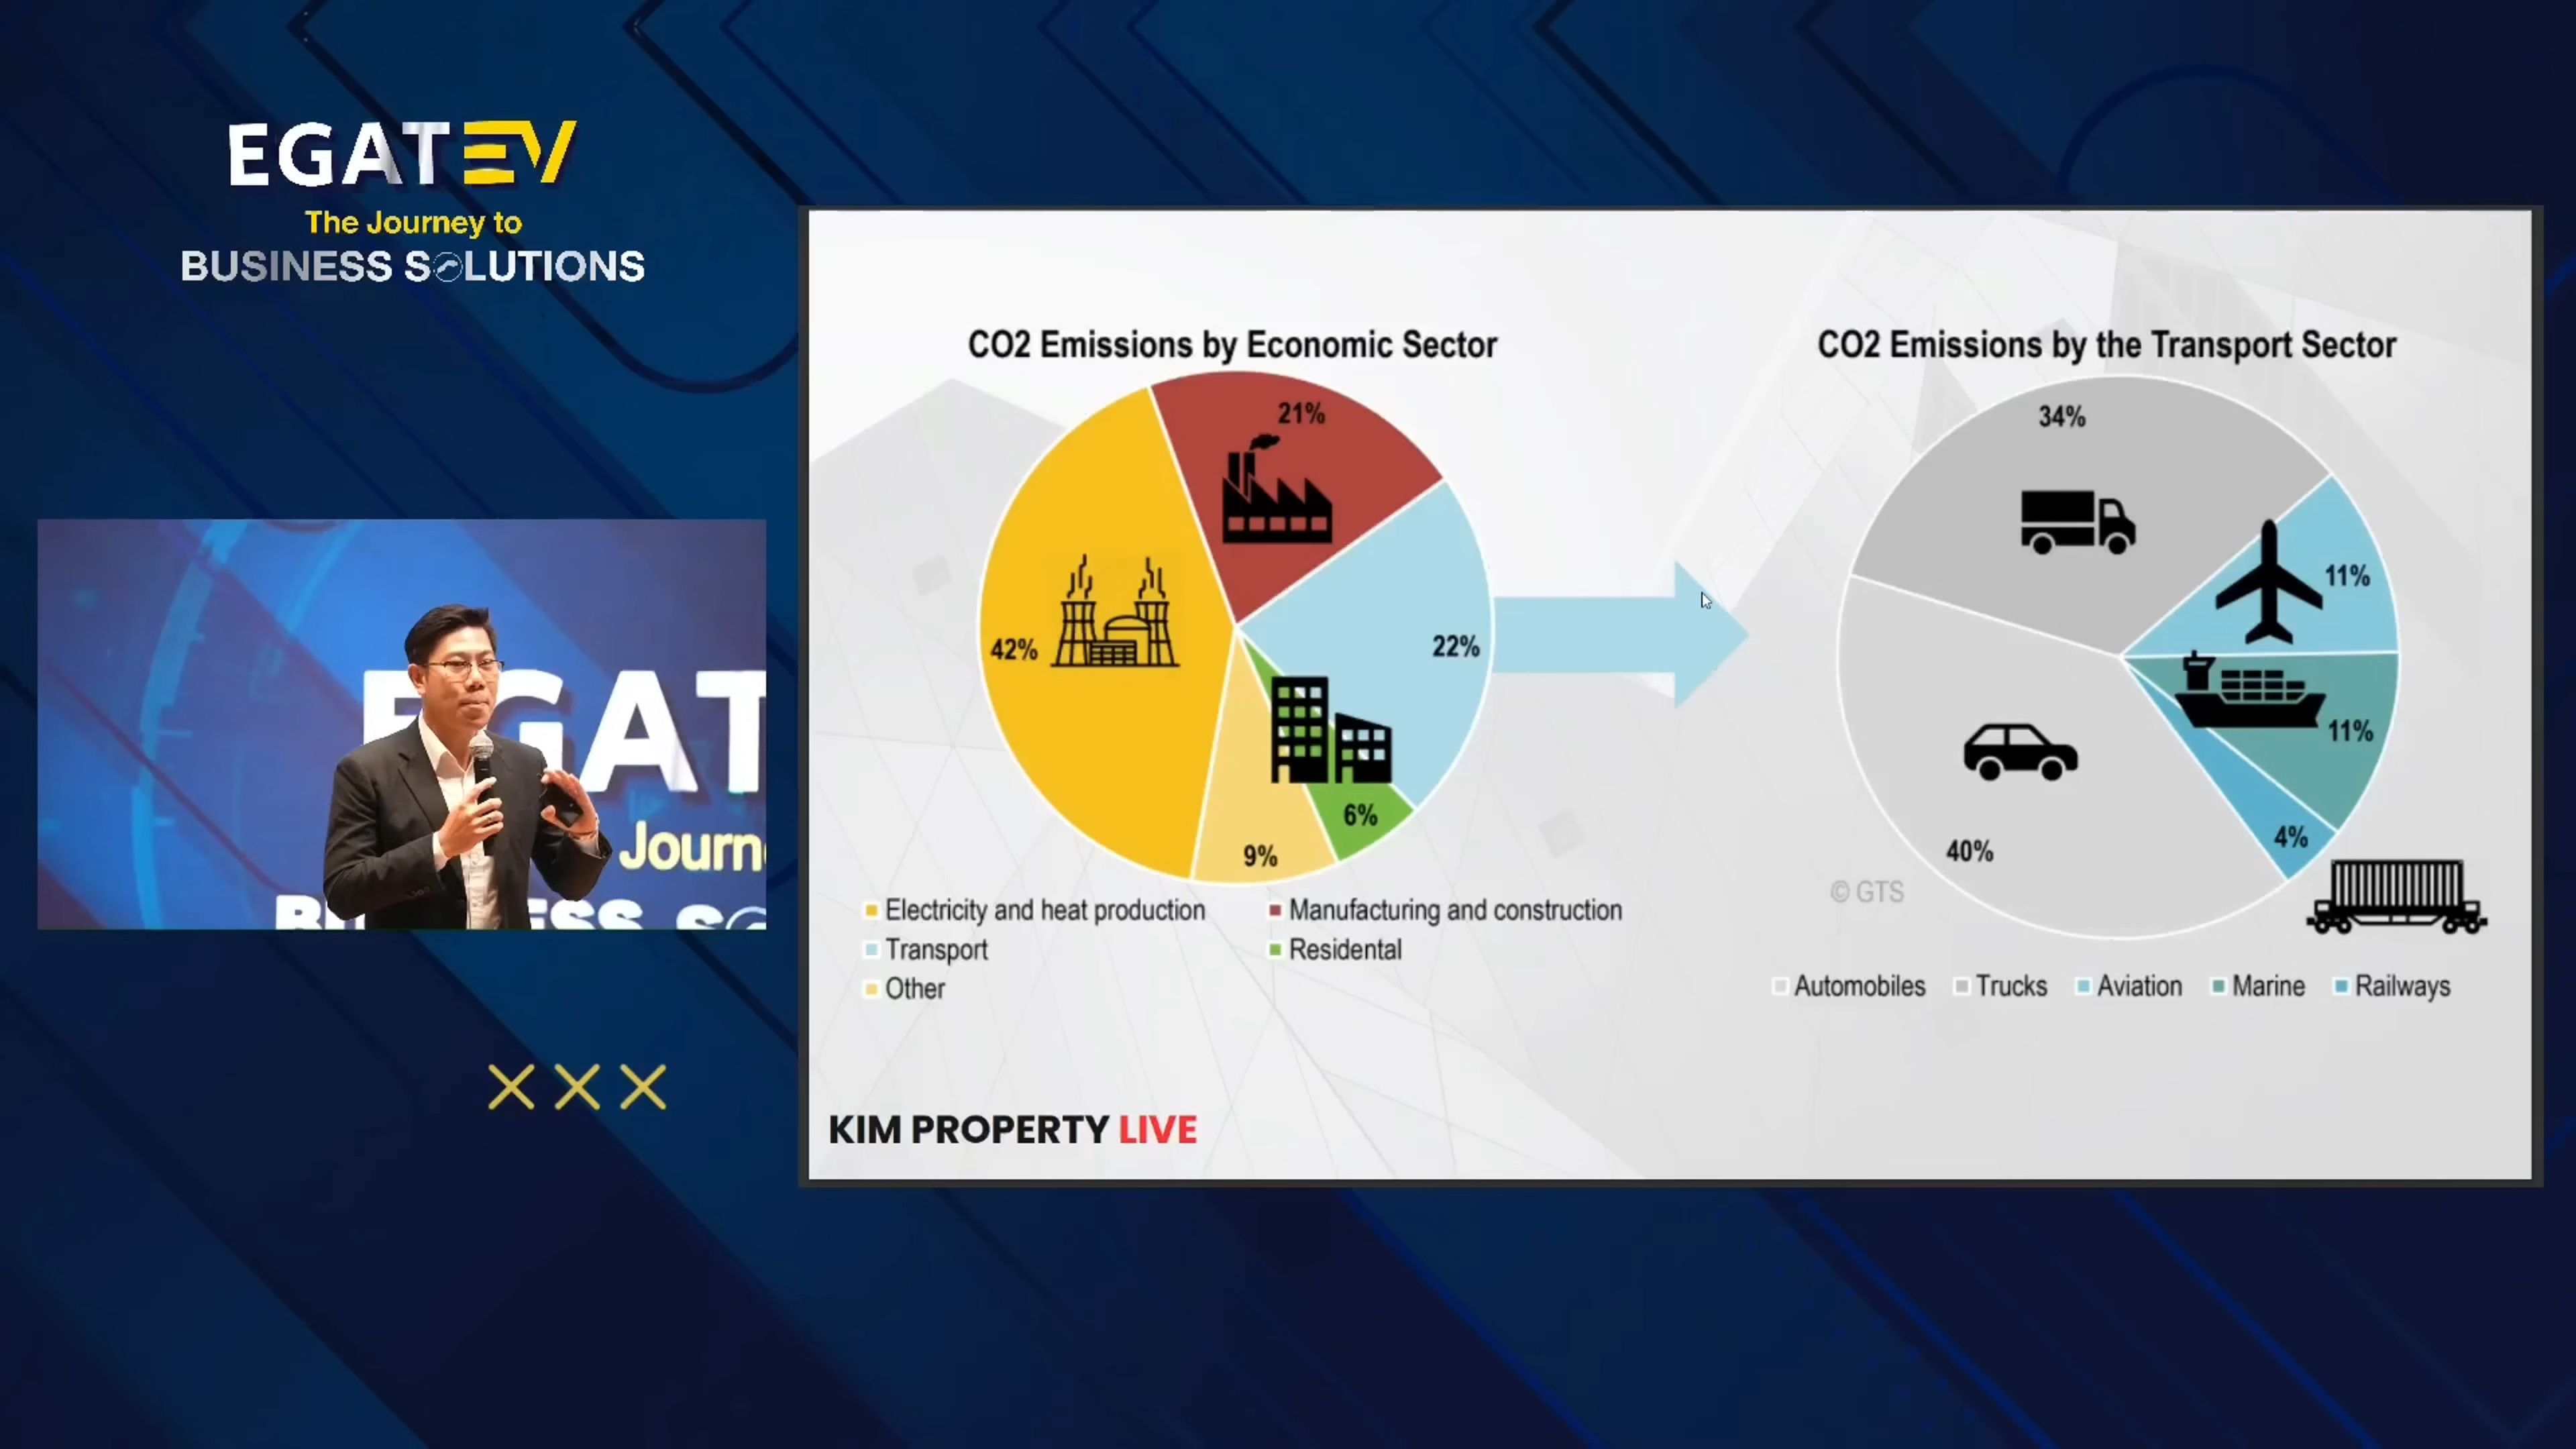 EGAT EV
The Journey to
BUSINESS SOLUTIONS
EGAT
Journ
CO2 Emissions by Economic Sector
21%
42%
22%
6%
9%
Electricity and heat production
Manufacturing and construction
Transport
Residental
Other
CO2 Emissions by the Transport Sector
34%
11%
11%
4%
40%
© GTS
Automobiles
Trucks
Aviation
Marine
Railways
KIM PROPERTY LIVE